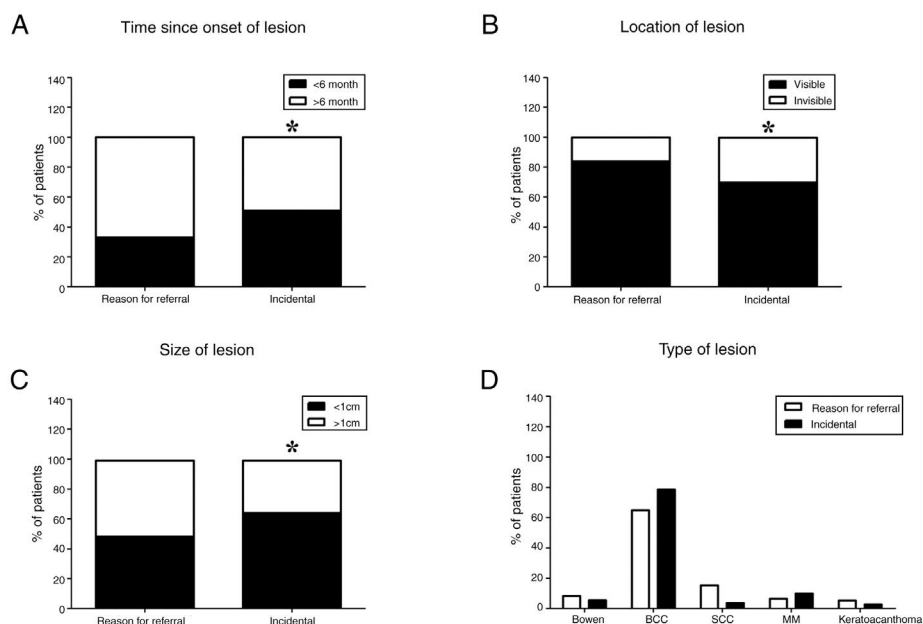 A
Time since onset of lesion
<6 month
>6 month
*
% of patients
140
120
100
80
60
40
20
0
Reason for referral
Incidental
B
Location of lesion
Visible
Invisible
*
% of patients
140
120
100
80
60
40
20
0
Reason for referral
Incidental
C
Size of lesion
<1cm
>1cm
*
% of patients
140
120
100
80
60
40
20
0
Reason for referral
Incidental
D
Type of lesion
Reason for referral
Incidental
% of patients
140
120
100
80
60
40
20
0
Bowen
BCC
SCC
MM
Keratoacanthoma